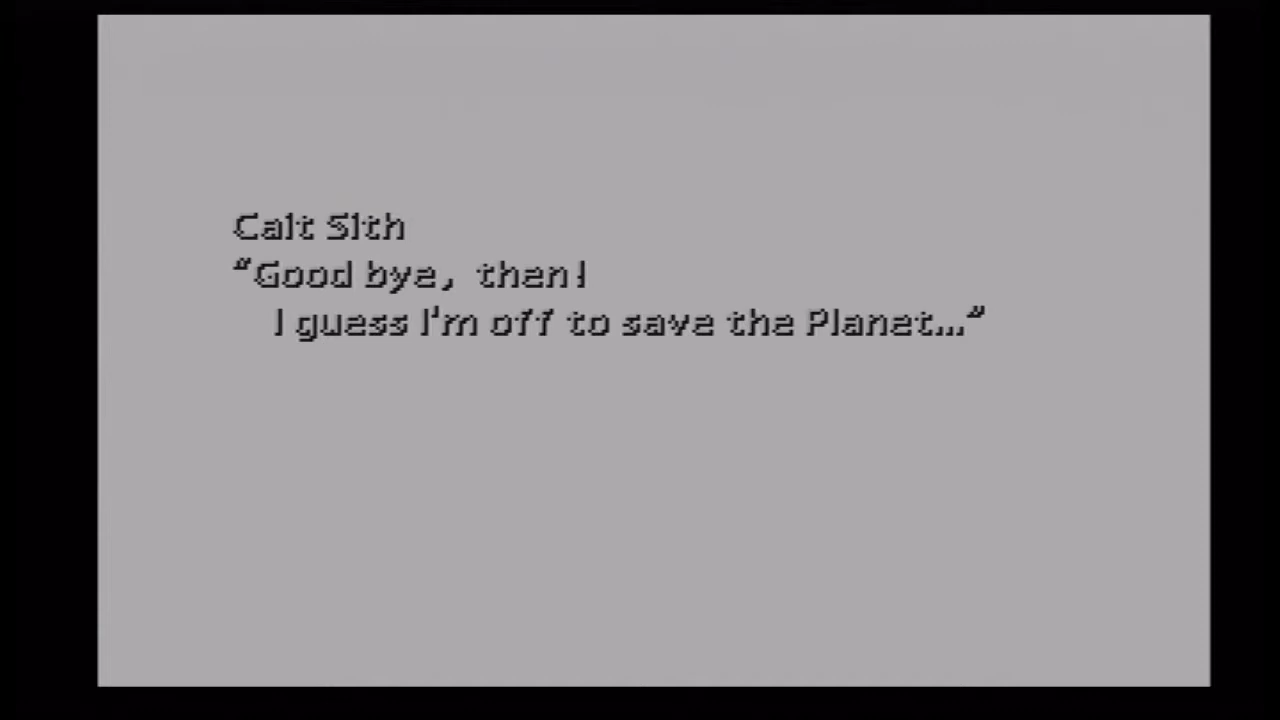 Cait Sith
“Good bye, then!
I guess I'm off to save the Planet...”